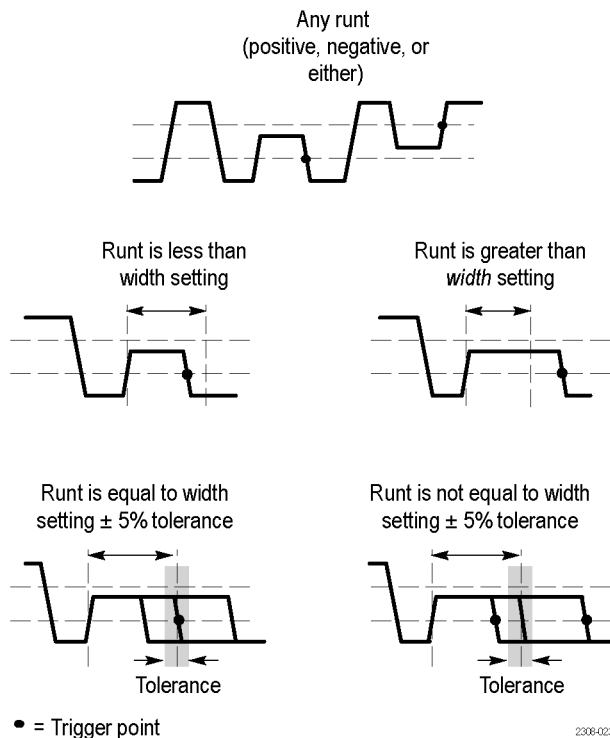 Any runt
(positive, negative, or
either)
Runt is less than
width setting
Runt is greater than
width setting
Runt is equal to width
setting ± 5% tolerance
Runt is not equal to width
setting ± 5% tolerance
Tolerance
Tolerance
• = Trigger point